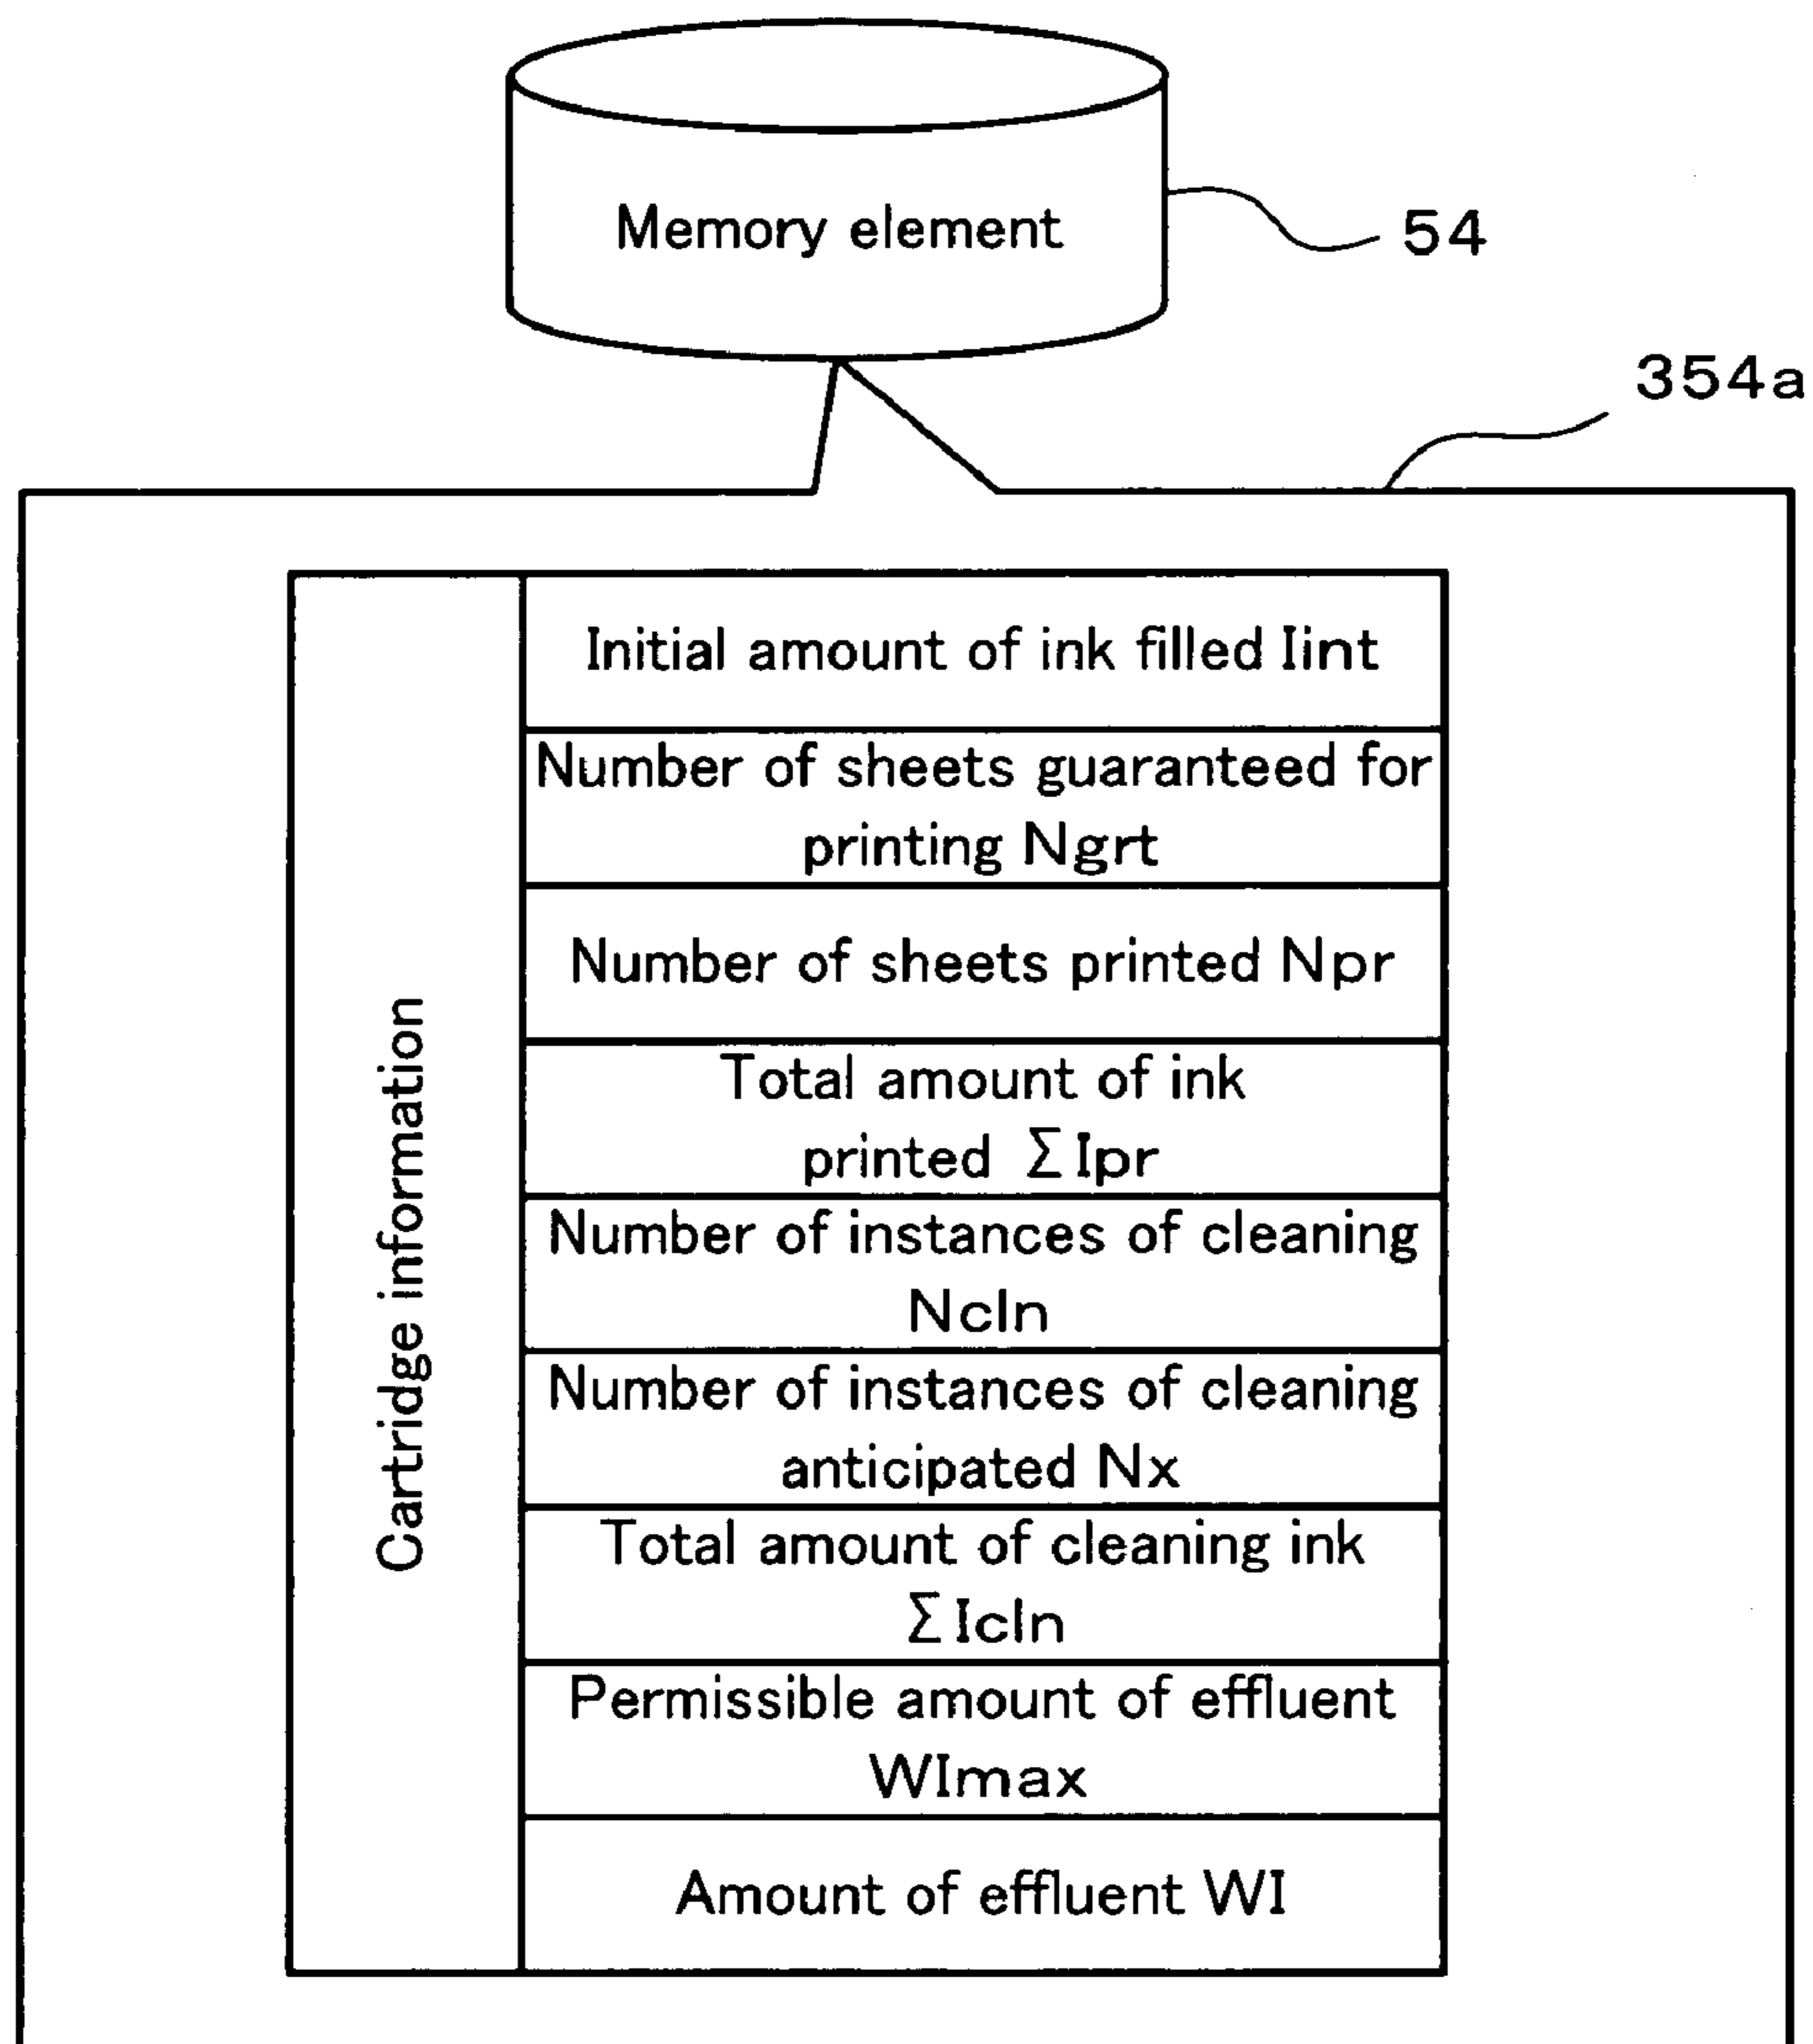 Memory element
54
354a
Cartridge information
Initial amount of ink filled Iint
Number of sheets guaranteed for
printing Ngrt
Number of sheets printed Npr
Total amount of ink
printed ΣIpr
Number of instances of cleaning
Ncln
Number of instances of cleaning
anticipated Nx
Total amount of cleaning ink
ΣIcln
Permissible amount of effluent
WImax
Amount of effluent WI